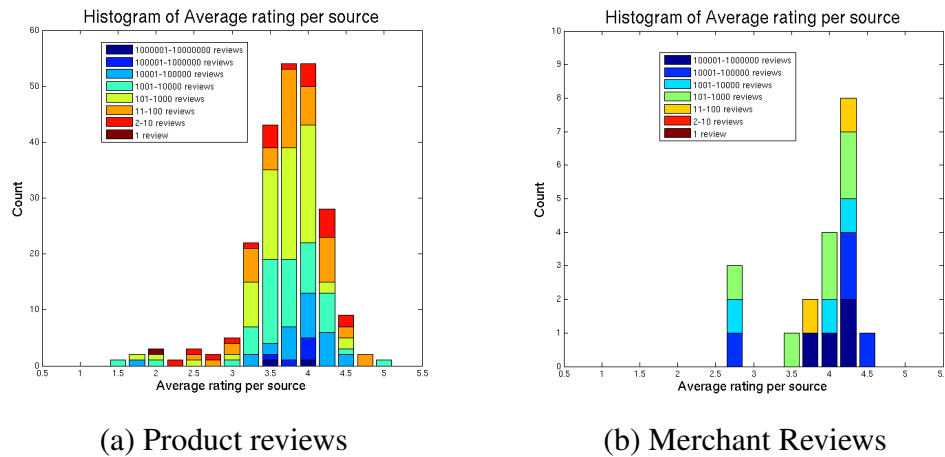 Histogram of Average rating per source
60
50
40
30
20
10
0
Count
1000001-10000000 reviews
100001-1000000 reviews
10001-100000 reviews
1001-10000 reviews
101-1000 reviews
11-100 reviews
2-10 reviews
1 review
0.5 1 1.5 2 2.5 3 3.5 4 4.5 5 5.5
Average rating per source
(a) Product reviews
Histogram of Average rating per source
10
9
8
7
6
5
4
3
2
1
0
Count
100001-1000000 reviews
10001-100000 reviews
1001-10000 reviews
101-1000 reviews
11-100 reviews
2-10 reviews
1 review
0.5 1 1.5 2 2.5 3 3.5 4 4.5 5 5.5
Average rating per source
(b) Merchant Reviews